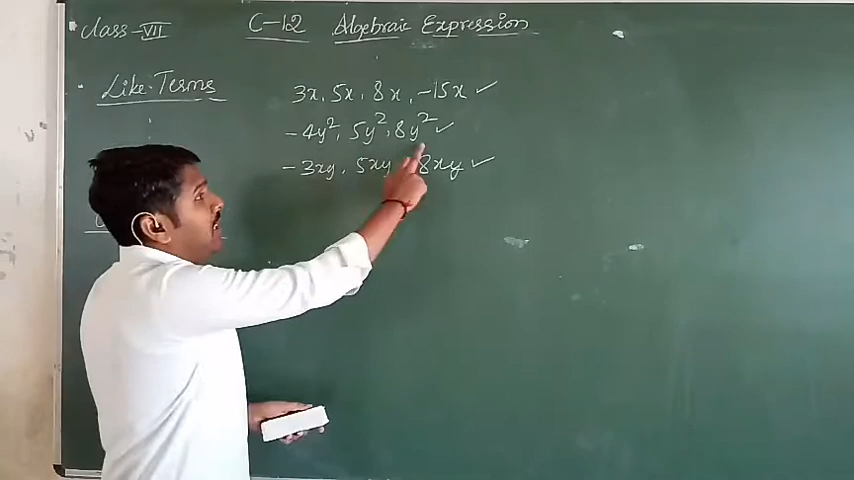 Class-VII C-12 Algebraic Expression
Like Terms 3x, 5x, 8x, -15x ✓
-4y², 5y², 8y² ✓
-3xy, 5xy 8xy ✓